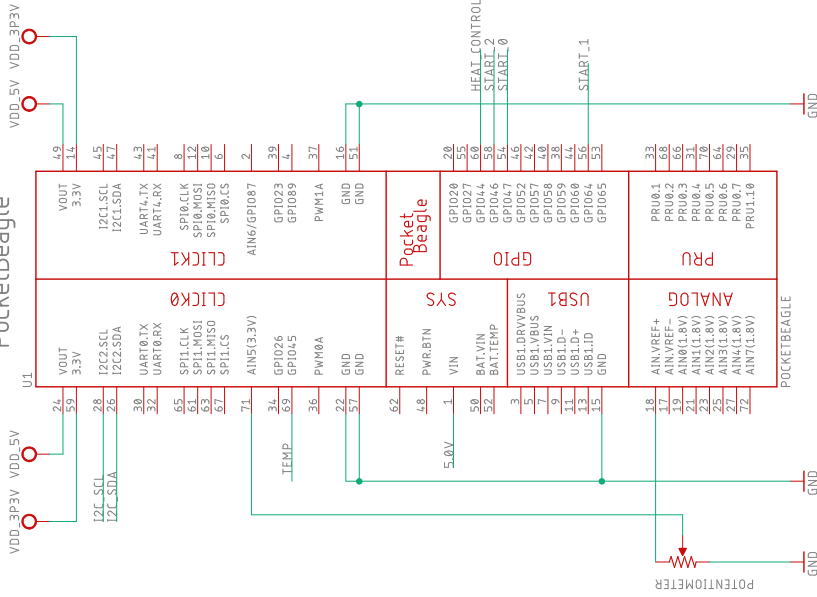 VDD_3P3V
VDD_5V
HEAT_CONTROL
START_2
START_0
START_1
GND
49
14
45
47
43
41
8
12
10
6
2
39
4
37
16
51
20
55
60
58
54
46
42
40
38
44
56
53
33
68
66
31
70
64
29
35
VOUT
3.3V
I2C1.SCL
I2C1.SDA
UART4.TX
UART4.RX
SPI0.CLK
SPI0.MOSI
SPI0.MISO
SPI0.CS
AIN6/GPIO87
GPIO23
GPIO89
PWM1A
GND
GND
GPIO20
GPIO27
GPIO44
GPIO46
GPIO47
GPIO52
GPIO57
GPIO58
GPIO59
GPIO60
GPIO64
GPIO65
PRU0.1
PRU0.4
PRU0.3
PRU0.2
PRU0.5
PRU0.6
PRU0.7
PRU1.10
PocketBeagle
CLICK1
Pocket
Beagle
GPIO
PRU
CLICK0
SYS
USB1
ANALOG
VOUT
3.3V
I2C2.SCL
I2C2.SDA
UART0.TX
UART0.RX
SPI1.CLK
SPI1.MOSI
SPI1.MISO
SPI1.CS
AIN5(3.3V)
GPIO26
GPIO45
PWM0A
GND
GND
RESET#
PWR.BTN
VIN
BAT.VIN
BAT.TEMP
USB1.DRVVBUS
USB1.VBUS
USB1.VIN
USB1.D-
USB1.D+
USB1.ID
GND
AIN.VREF+
AIN.VREF-
AIN0(1.8V)
AIN1(1.8V)
AIN2(1.8V)
AIN3(1.8V)
AIN4(1.8V)
AIN7(1.8V)
U1
POCKETBEAGLE
24
59
28
26
30
32
65
61
63
67
71
34
69
36
22
57
62
48
1
50
52
3
5
7
9
11
13
15
18
17
19
21
23
25
27
72
VDD_5V
VDD_3P3V
I2C_SCL
I2C_SDA
TEMP
5.0V
GND
GND
POTENTIOMETER